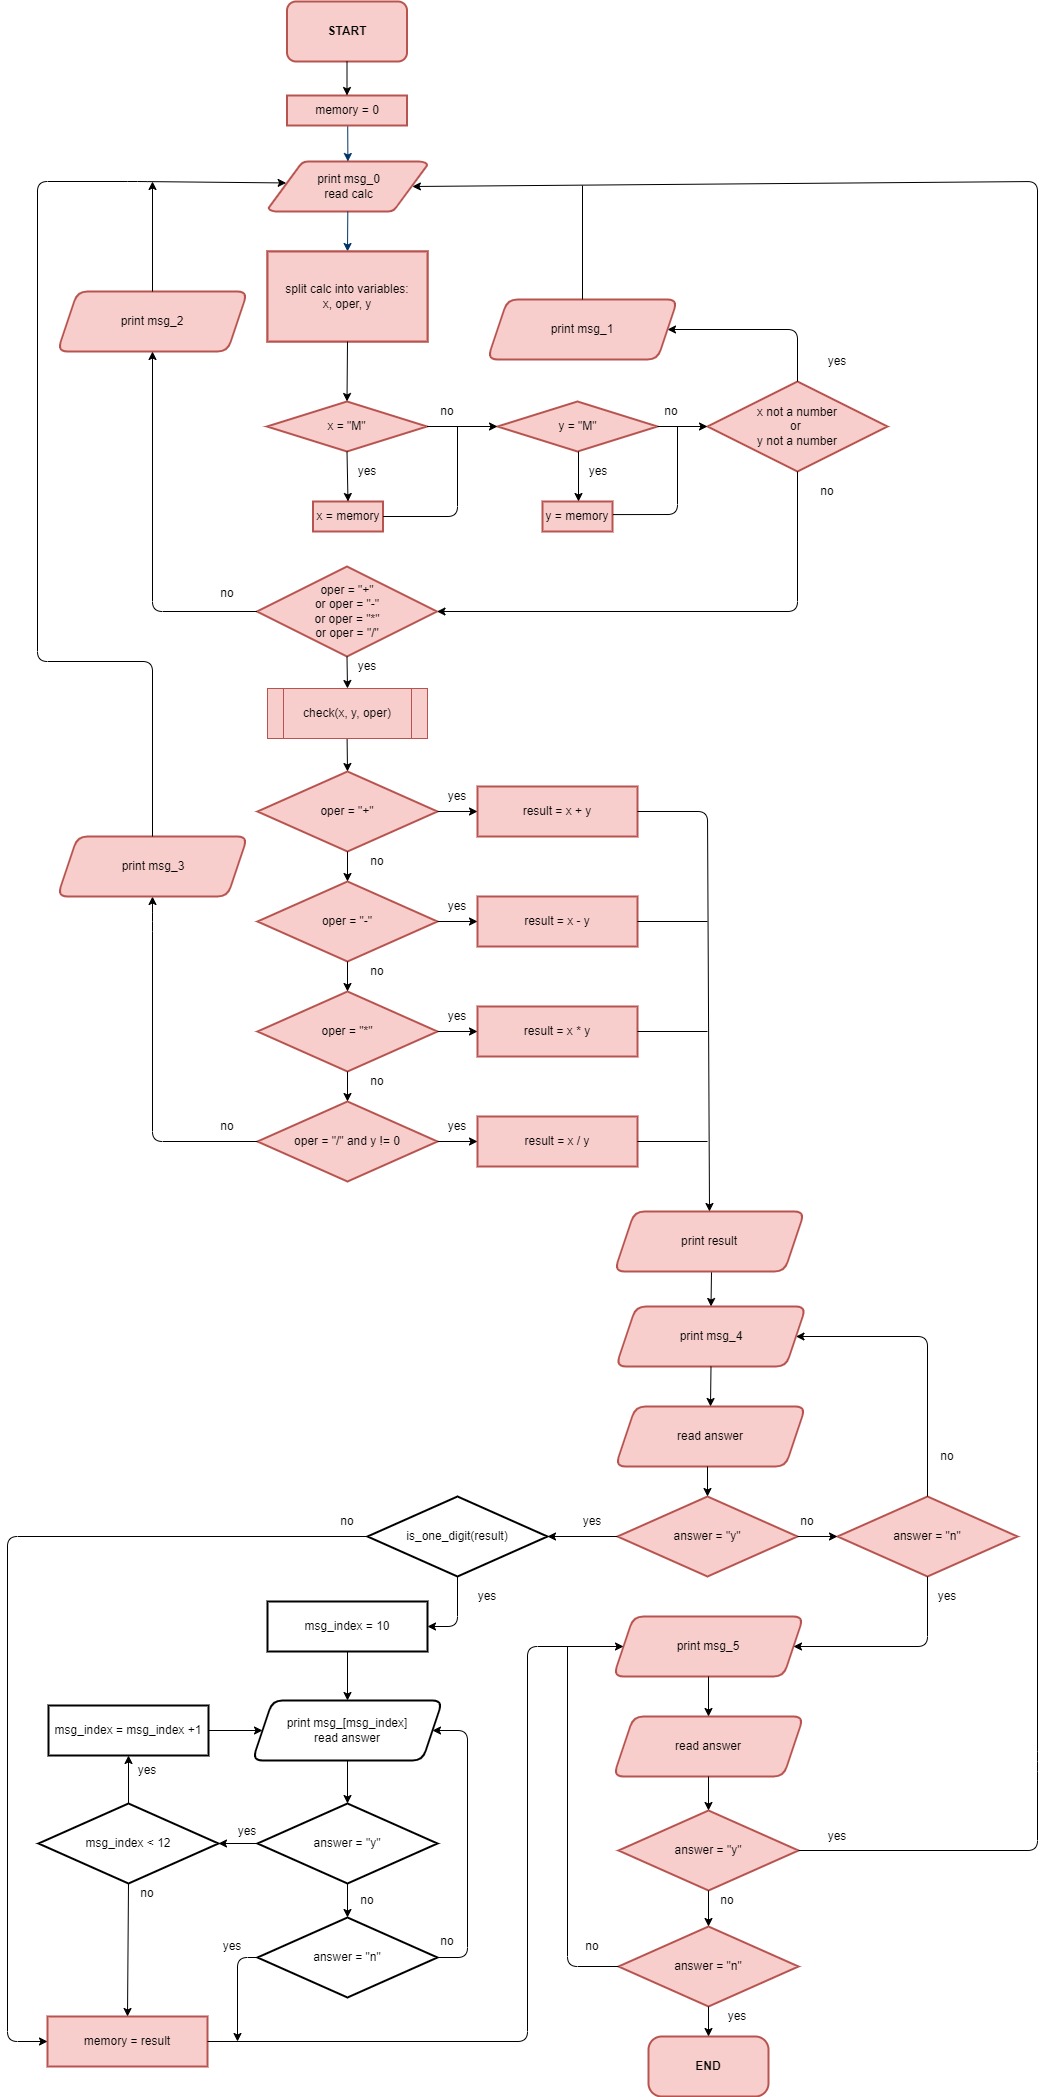 START
memory = 0
print msg_0
read calc
split calc into variables:
x, oper, y
print msg_2
print msg_1
yes
x = "M"
no
y = "M"
no
x not a number
or
y not a number
yes
yes
no
x = memory
y = memory
oper = "+"
or oper = "-"
or oper = "*"
or oper = "/"
no
yes
check(x, y, oper)
oper = "+"
yes
result = x + y
no
print msg_3
oper = "-"
yes
result = x - y
no
oper = "*"
yes
result = x * y
no
no
oper = "/" and y != 0
yes
result = x / y
print result
print msg_4
read answer
no
no
is_one_digit(result)
yes
answer = "y"
no
answer = "n"
yes
yes
msg_index = 10
print msg_5
msg_index = msg_index +1
print msg_[msg_index]
read answer
read answer
yes
msg_index < 12
yes
answer = "y"
answer = "y"
yes
no
no
no
yes
answer = "n"
no
no
answer = "n"
yes
memory = result
END